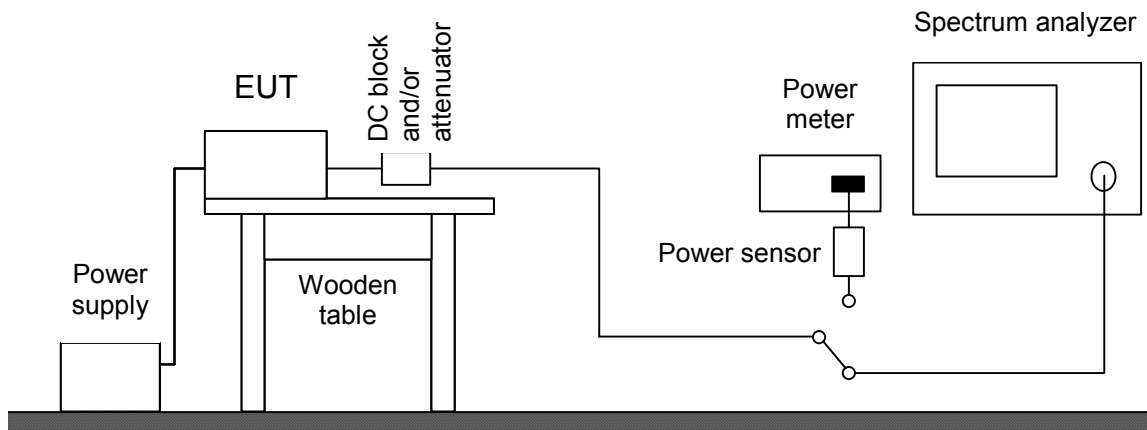 Spectrum analyzer
EUT
DC block
and/or
attenuator
Power
meter
Power sensor
Power
supply
Wooden
table